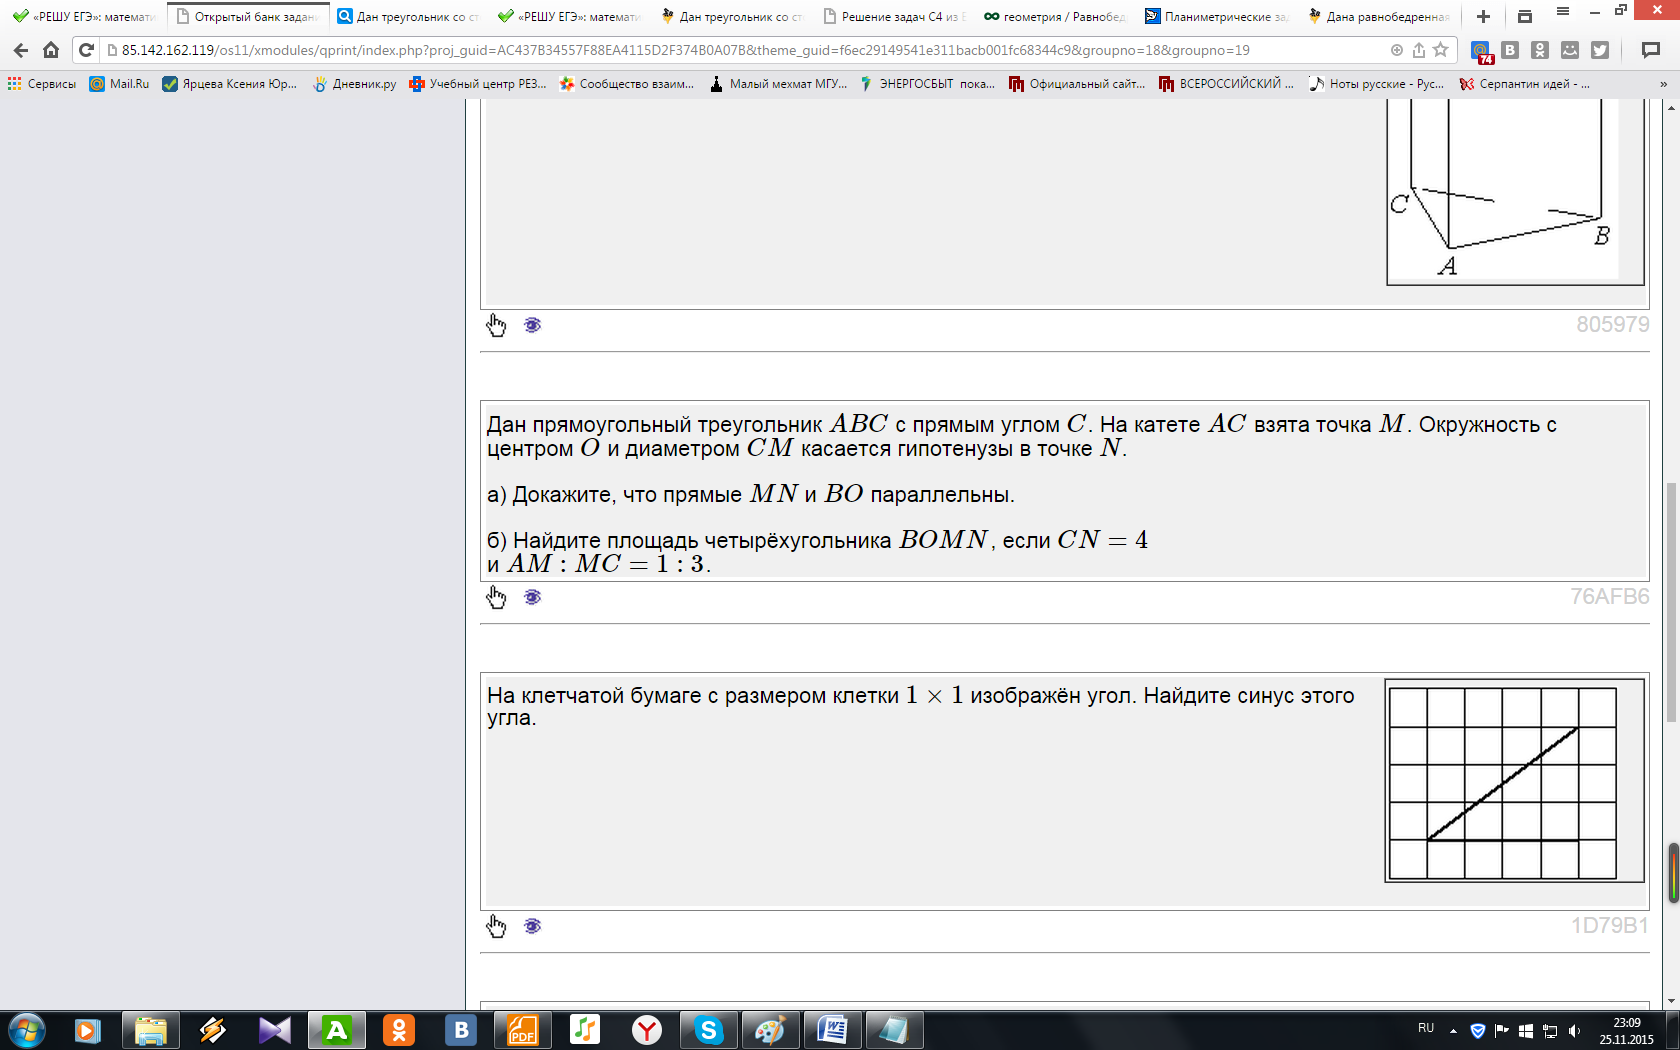 «РЕШУ ЕГЭ»: математи
Открытый банк задани
Дан треугольник со ст
«РЕШУ ЕГЭ»: математи
Дан треугольник со ст
Решение задач С4 из Е
геометрия / Равнобед
Планиметрические за
Дана равнобедренная
85.142.162.119/os11/xmodules/qprint/index.php?proj_guid=AC437B34557F88EA4115D2F374B0A07B&theme_guid=f6ec29149541e311bacb001fc68344c9&groupno=18&groupno=19
74
Сервисы
Mail.Ru
Ярцева Ксения Юр...
Дневник.ру
Учебный центр РЕЗ...
Сообщество взаим...
Малый мехмат МГУ...
ЭНЕРГОСБЫТ пока...
Официальный сайт...
ВСЕРОССИЙСКИЙ ...
Ноты русские - Рус...
Серпантин идей - ...
»
C
B
A
805979
Дан прямоугольный треугольник ABC с прямым углом C. На катете AC взята точка M. Окружность с
центром O и диаметром CM касается гипотенузы в точке N.
а) Докажите, что прямые MN и BO параллельны.
б) Найдите площадь четырёхугольника BOMN, если CN = 4
и AM : MC = 1 : 3.
76AFB6
На клетчатой бумаге с размером клетки 1 × 1 изображён угол. Найдите синус этого
угла.
1D79B1
PDF
RU
23:09
25.11.2015